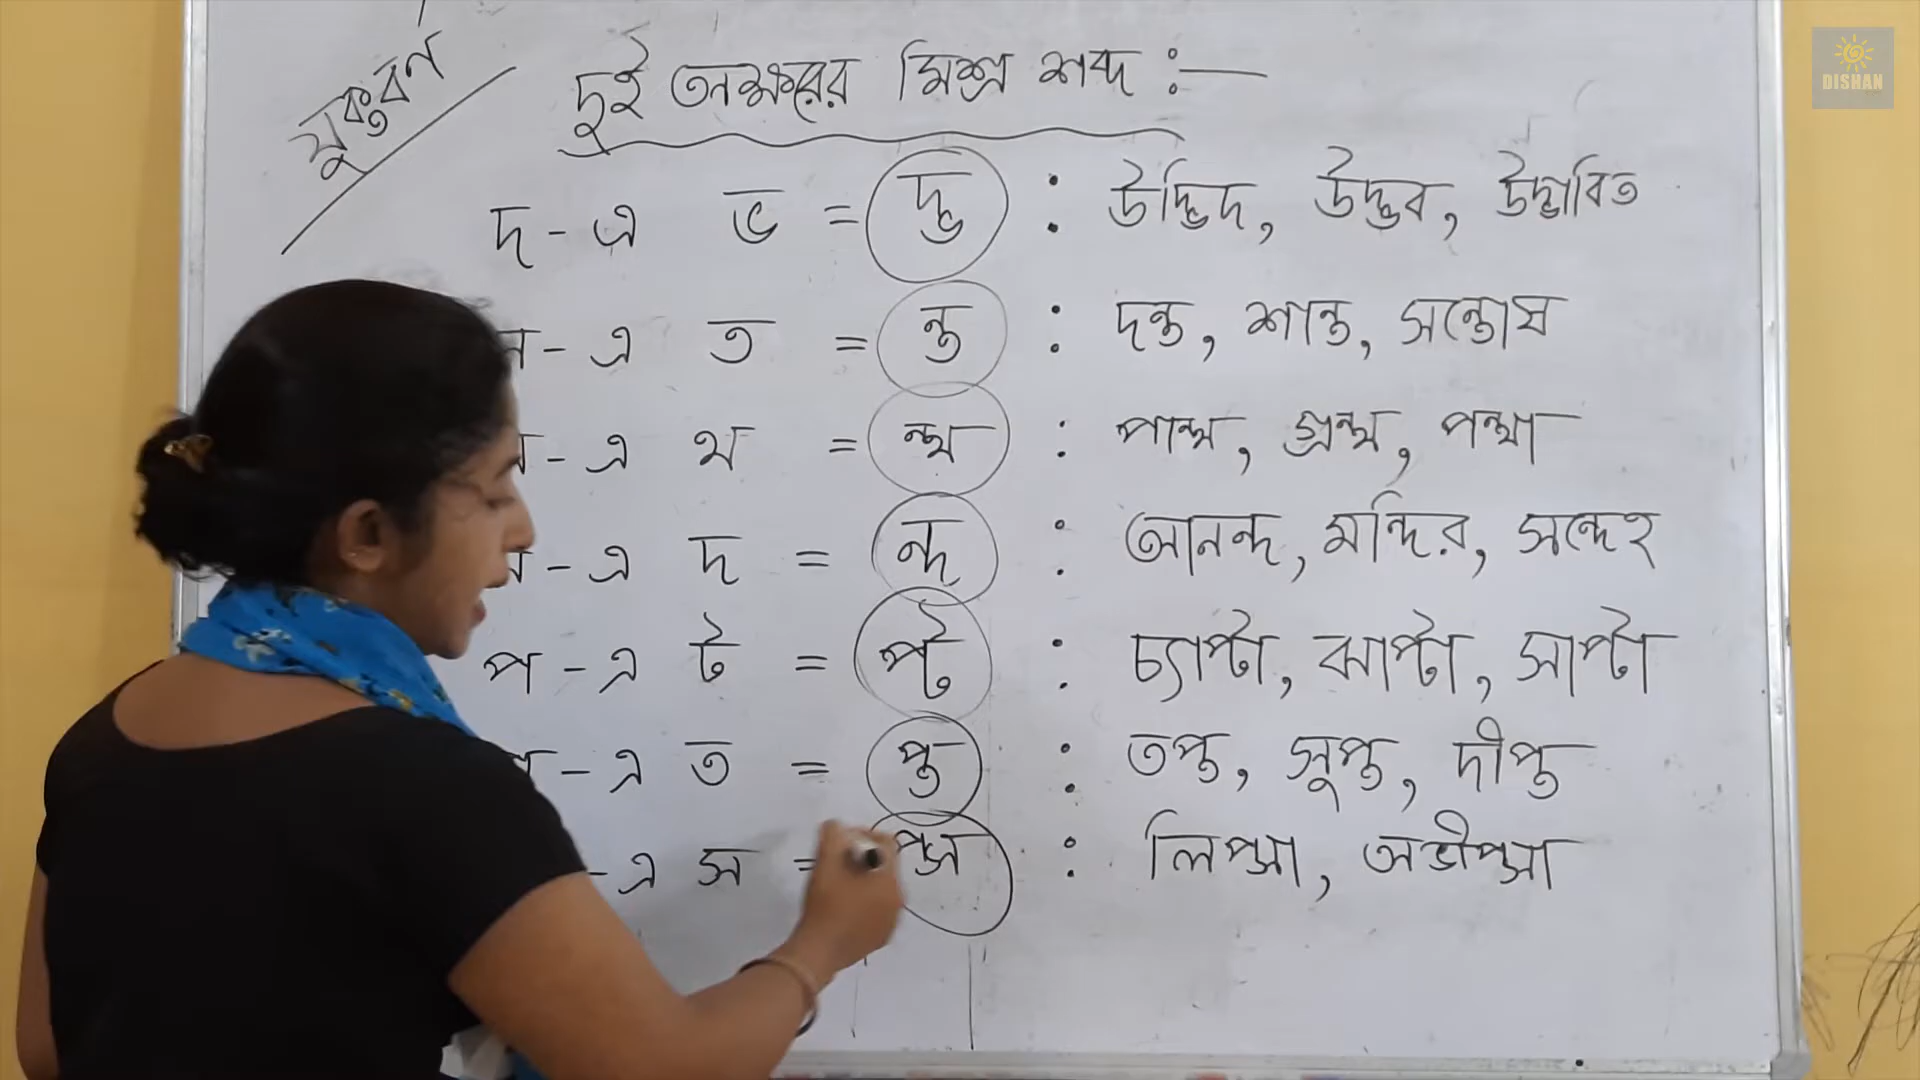 যুক্তবর্ণ
দুই অক্ষরের মিশ্র শব্দ :—
দ - এ ভ = দ্ভ : উদ্ভিদ, উদ্ভব, উদ্ভাবিত
ন - এ ত = ন্ত : দন্ত, শান্ত, সন্তোষ
ন - এ থ = ন্থ : পান্থ, গ্রন্থ, পন্থা
ন - এ দ = ন্দ : আনন্দ, মন্দির, সন্দেহ
প - এ ট = প্ট : চ্যাপ্টা, ঝাপ্টা, সাপ্টা
প - এ ত = প্ত : তপ্ত, সুপ্ত, দীপ্ত
- এ স = প্স : লিপ্সা, অভীপ্সা
DISHAN